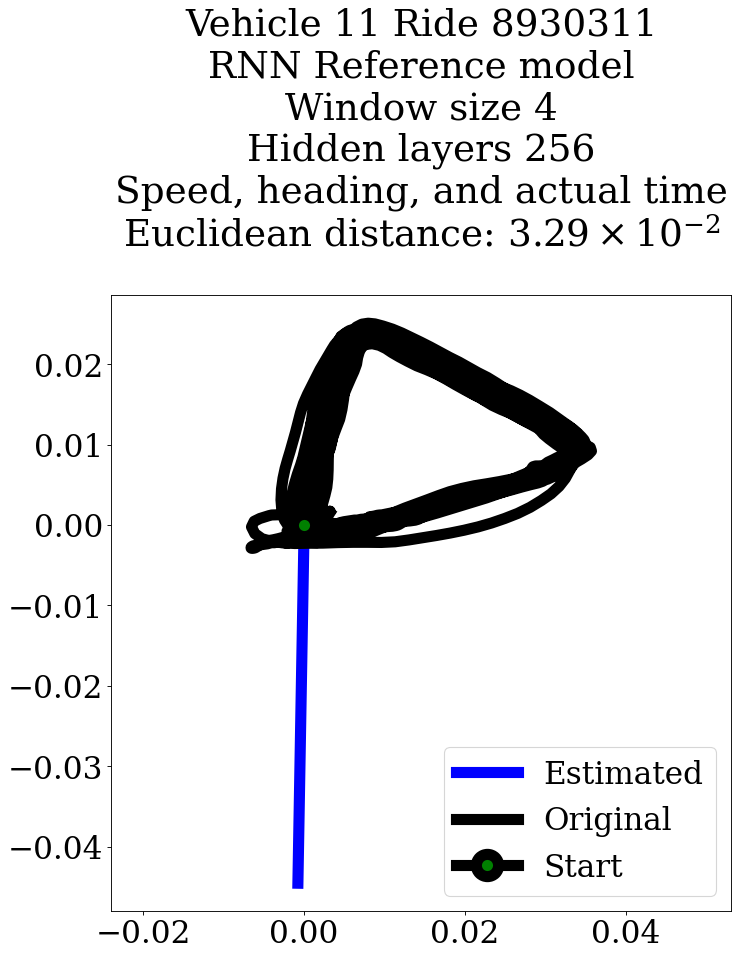 Vehicle 11 Ride 8930311
RNN Reference model
Window size 4
Hidden layers 256
Speed, heading, and actual time
Euclidean distance: 3.29 × 10⁻²
0.02
0.01
0.00
−0.01
−0.02
−0.03
−0.04
Estimated
Original
Start
−0.02 0.00 0.02 0.04